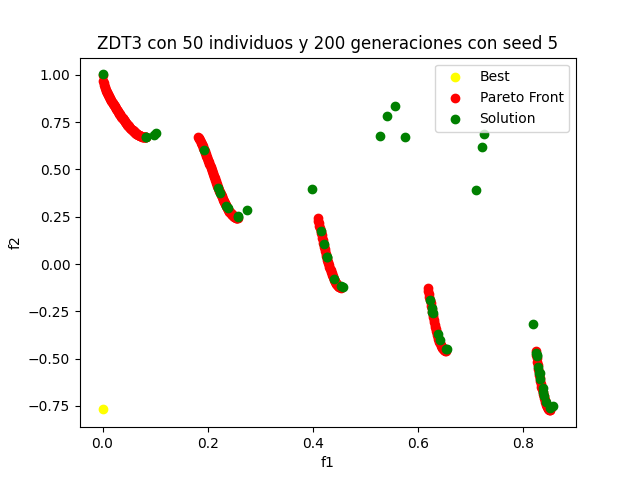 ZDT3 con 50 individuos y 200 generaciones con seed 5
Best
Pareto Front
Solution
1.00
0.75
0.50
0.25
0.00
−0.25
−0.50
−0.75
f2
0.0
0.2
0.4
0.6
0.8
f1